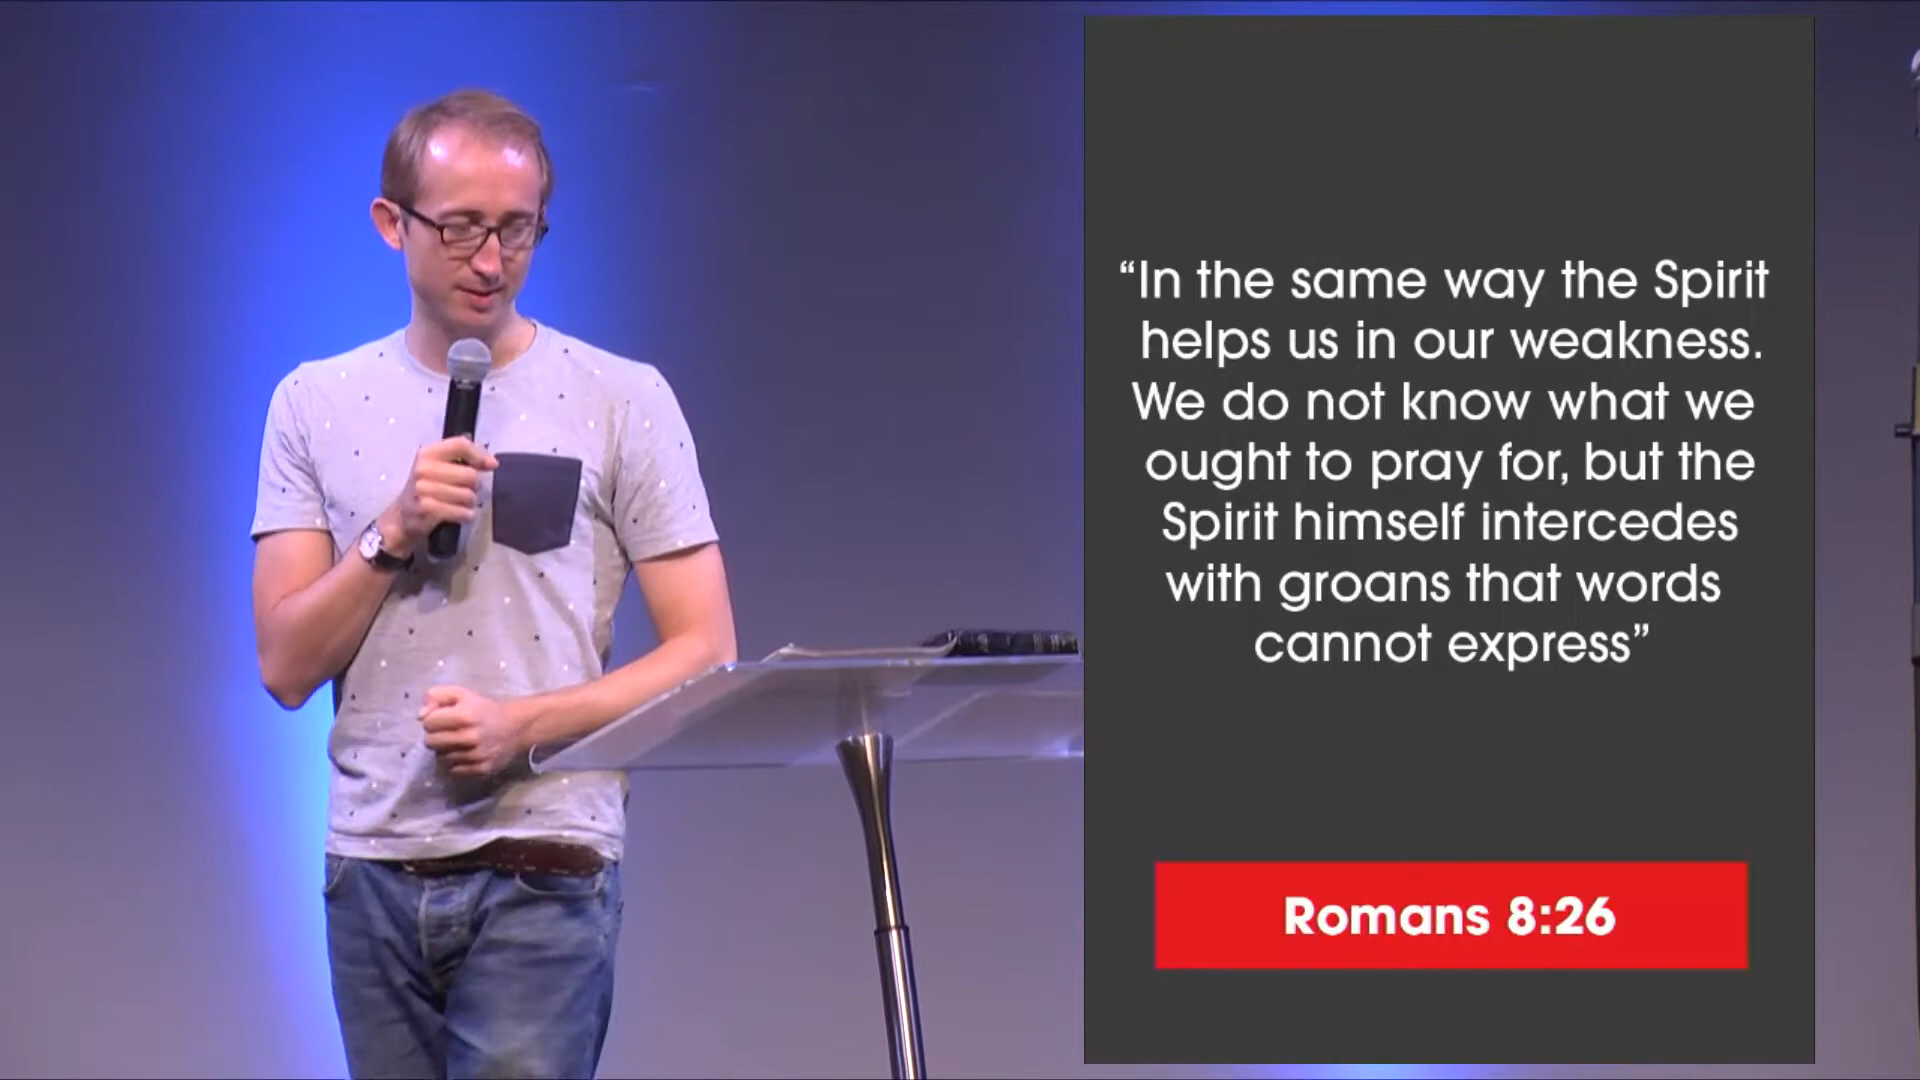 “In the same way the Spirit
helps us in our weakness.
We do not know what we
ought to pray for, but the
Spirit himself intercedes
with groans that words
cannot express”
Romans 8:26